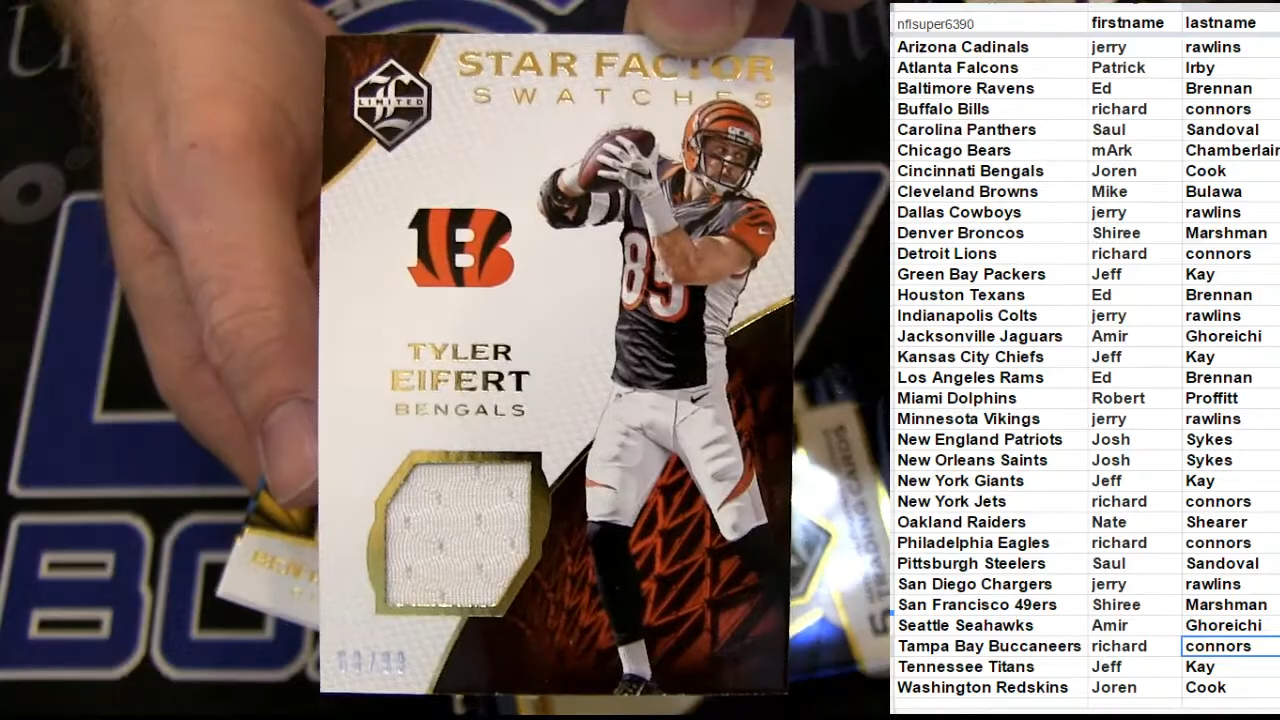 STAR FACTOR
SWATCHES
LIMITED
85
B
TYLER
EIFERT
BENGALS
TRADING CARDS
BO
nflsuper6390 firstname lastname
Arizona Cadinals jerry rawlins
Atlanta Falcons Patrick Irby
Baltimore Ravens Ed Brennan
Buffalo Bills richard connors
Carolina Panthers Saul Sandoval
Chicago Bears mArk Chamberlain
Cincinnati Bengals Joren Cook
Cleveland Browns Mike Bulawa
Dallas Cowboys jerry rawlins
Denver Broncos Shiree Marshman
Detroit Lions richard connors
Green Bay Packers Jeff Kay
Houston Texans Ed Brennan
Indianapolis Colts jerry rawlins
Jacksonville Jaguars Amir Ghoreichi
Kansas City Chiefs Jeff Kay
Los Angeles Rams Ed Brennan
Miami Dolphins Robert Proffitt
Minnesota Vikings jerry rawlins
New England Patriots Josh Sykes
New Orleans Saints Josh Sykes
New York Giants Jeff Kay
New York Jets richard connors
Oakland Raiders Nate Shearer
Philadelphia Eagles richard connors
Pittsburgh Steelers Saul Sandoval
San Diego Chargers jerry rawlins
San Francisco 49ers Shiree Marshman
Seattle Seahawks Amir Ghoreichi
Tampa Bay Buccaneers richard connors
Tennessee Titans Jeff Kay
Washington Redskins Joren Cook